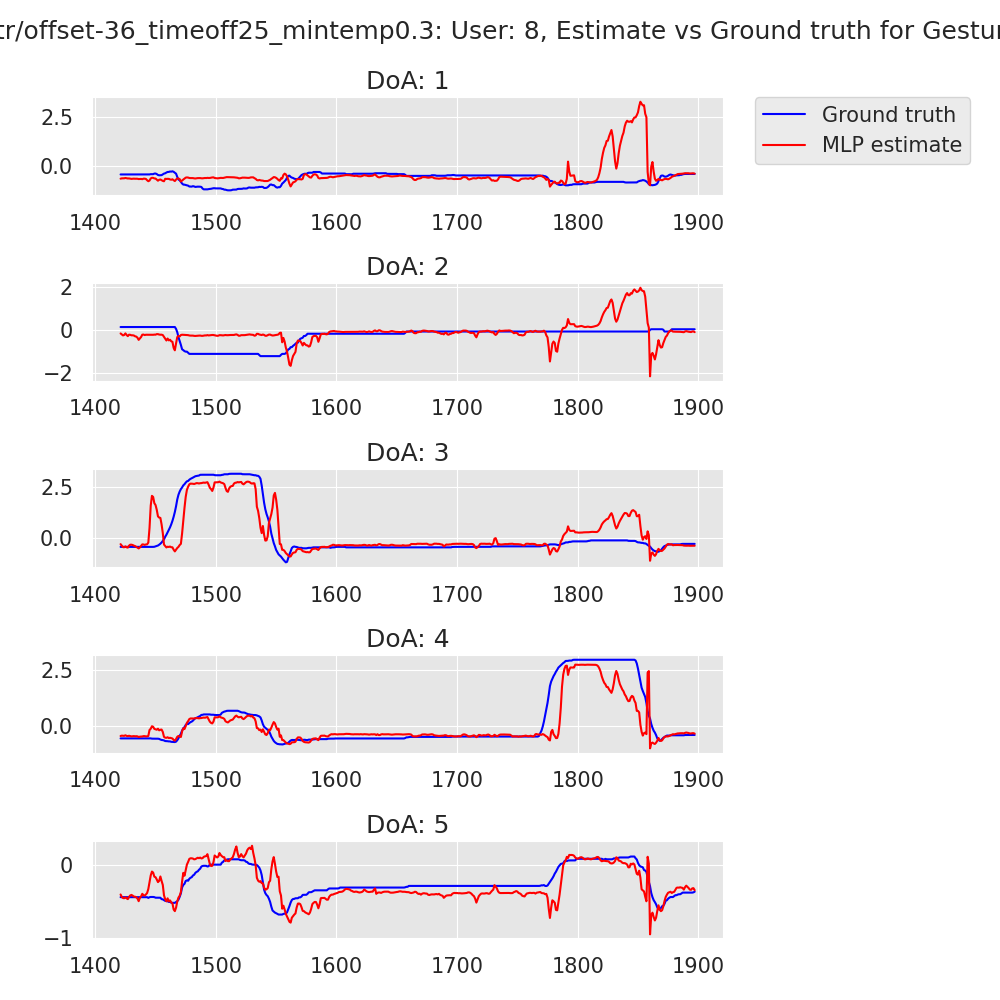 tr/offset-36_timeoff25_mintemp0.3: User: 8, Estimate vs Ground truth for Gestur
DoA: 1
Ground truth
MLP estimate
2.5
0.0
1400 1500 1600 1700 1800 1900
DoA: 2
2
0
−2
1400 1500 1600 1700 1800 1900
DoA: 3
2.5
0.0
1400 1500 1600 1700 1800 1900
DoA: 4
2.5
0.0
1400 1500 1600 1700 1800 1900
DoA: 5
0
−1
1400 1500 1600 1700 1800 1900